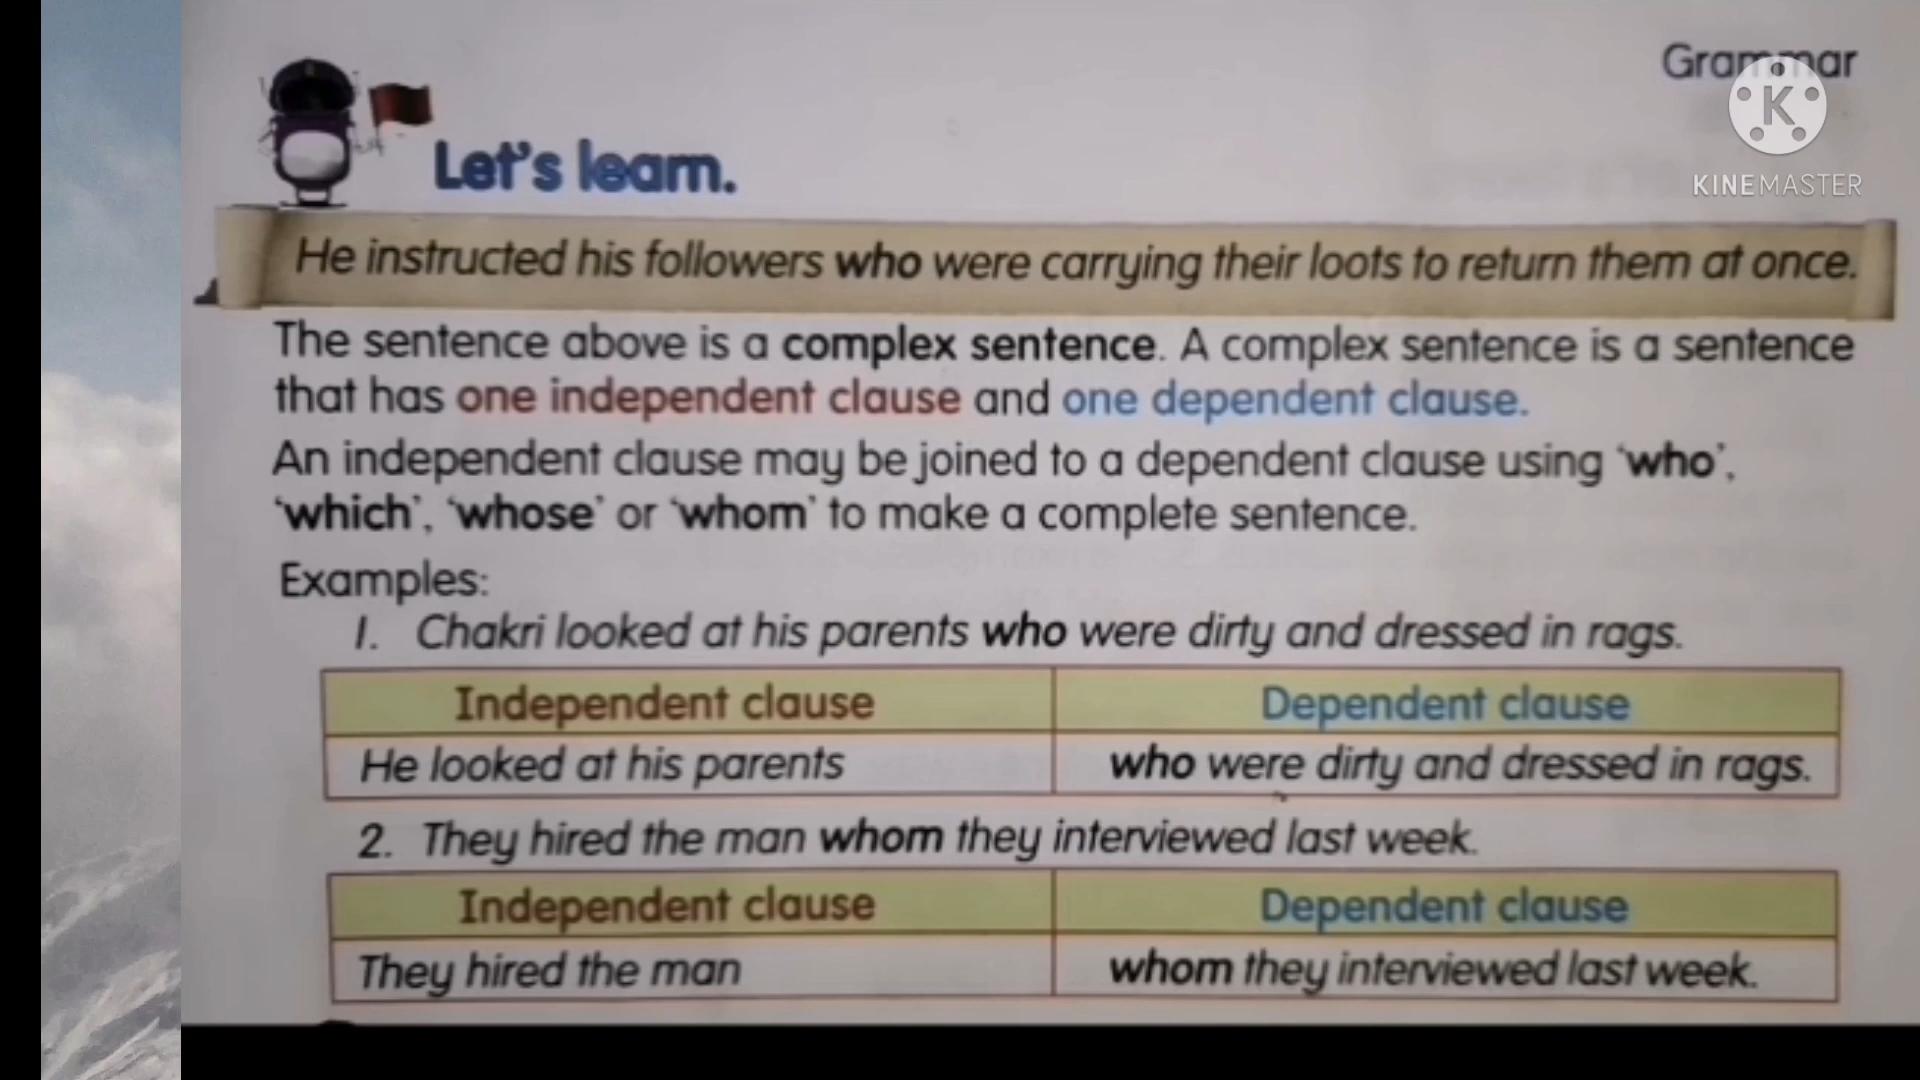 Grammar
K
KINEMASTER
Let's learn.
He instructed his followers who were carrying their loots to return them at once.
The sentence above is a complex sentence. A complex sentence is a sentence
that has one independent clause and one dependent clause.
An independent clause may be joined to a dependent clause using 'who',
'which', 'whose' or 'whom' to make a complete sentence.
Examples:
1. Chakri looked at his parents who were dirty and dressed in rags.
Independent clause Dependent clause
He looked at his parents who were dirty and dressed in rags.
2. They hired the man whom they interviewed last week.
Independent clause Dependent clause
They hired the man whom they interviewed last week.